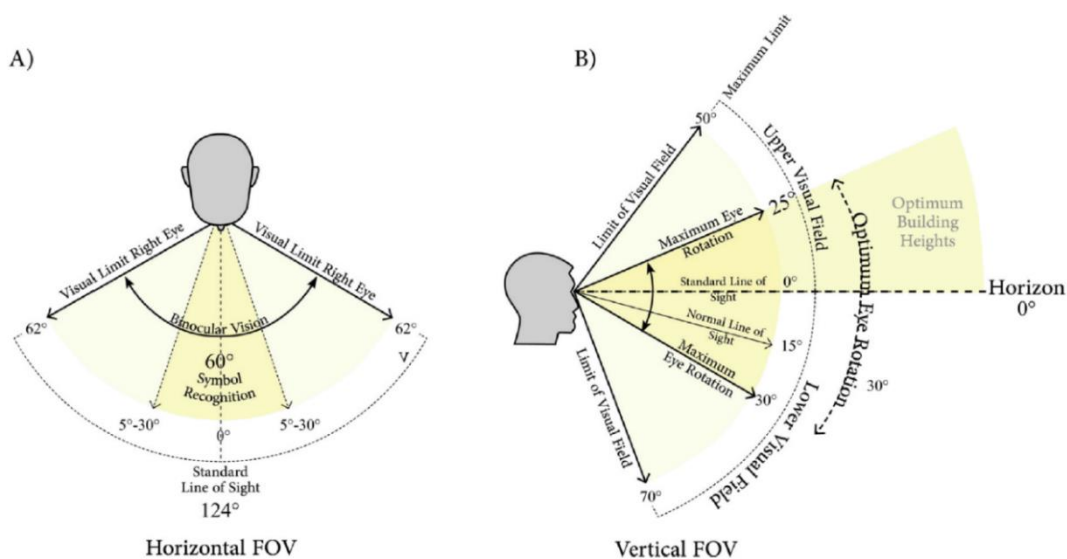 A)
Visual Limit Right Eye
Visual Limit Right Eye
Binocular Vision
62°
62°
V
60°
Symbol
Recognition
5°-30°
5°-30°
0°
Standard
Line of Sight
124°
Horizontal FOV
B)
Maximum Limit
50°
Upper Visual Field
Limit of Visual Field
Maximum Eye
Rotation
25°
Optimum
Building
Heights
Optimum Eye Rotation
Standard Line of
Sight
0°
Horizon
0°
Normal Line of
Sight
15°
Maximum
Eye Rotation
30°
30°
Limit of Visual Field
Lower Visual Field
70°
Vertical FOV